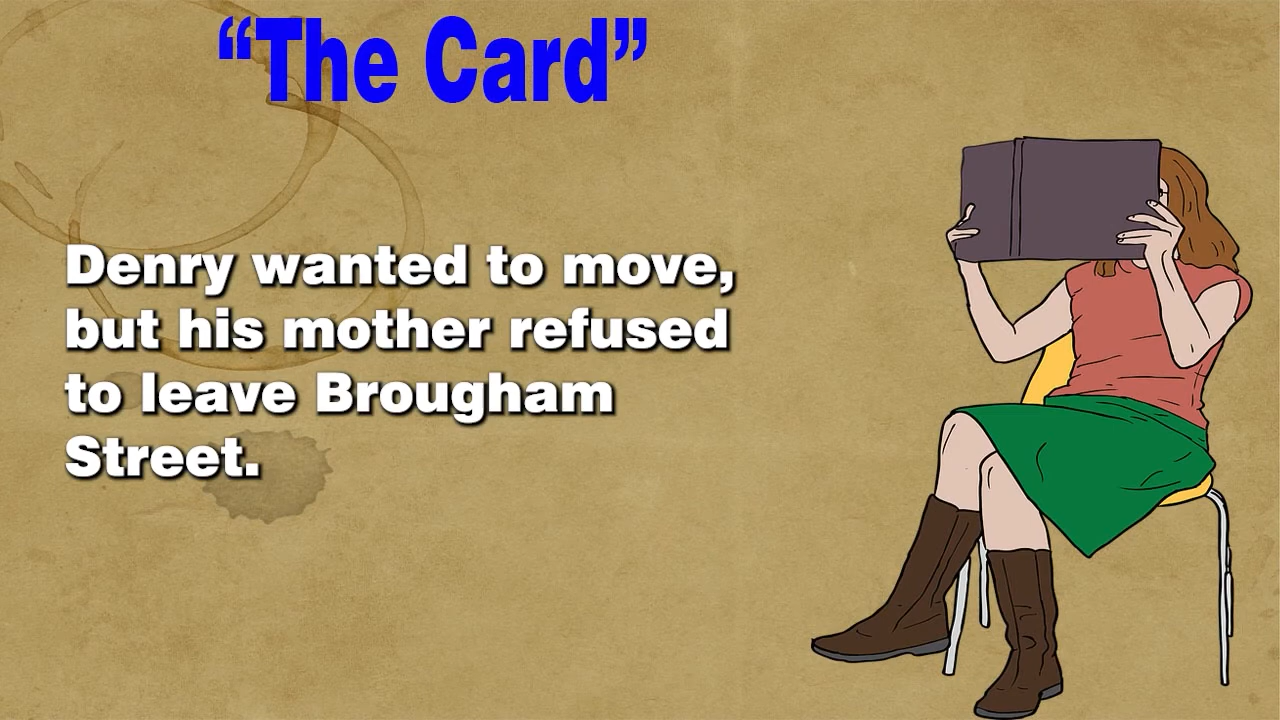 “The Card”
Denry wanted to move,
but his mother refused
to leave Brougham
Street.